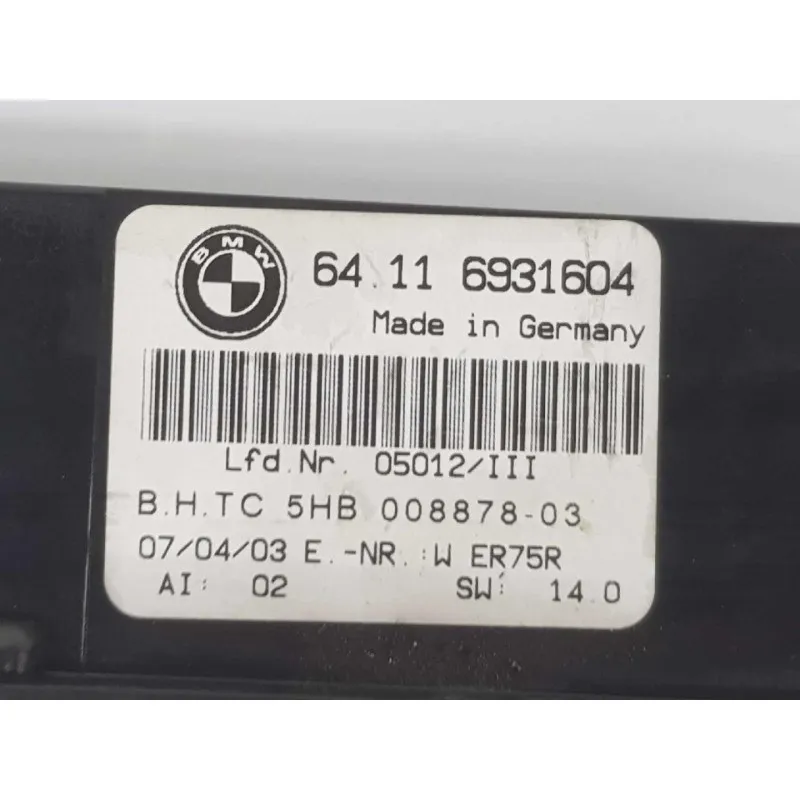 BMW
64.11 6931604
Made in Germany
Lfd.Nr. 05012/III
B.H.TC 5HB 008878-03
07/04/03 E.-NR.:W ER75R
AI: 02 SW: 14.0